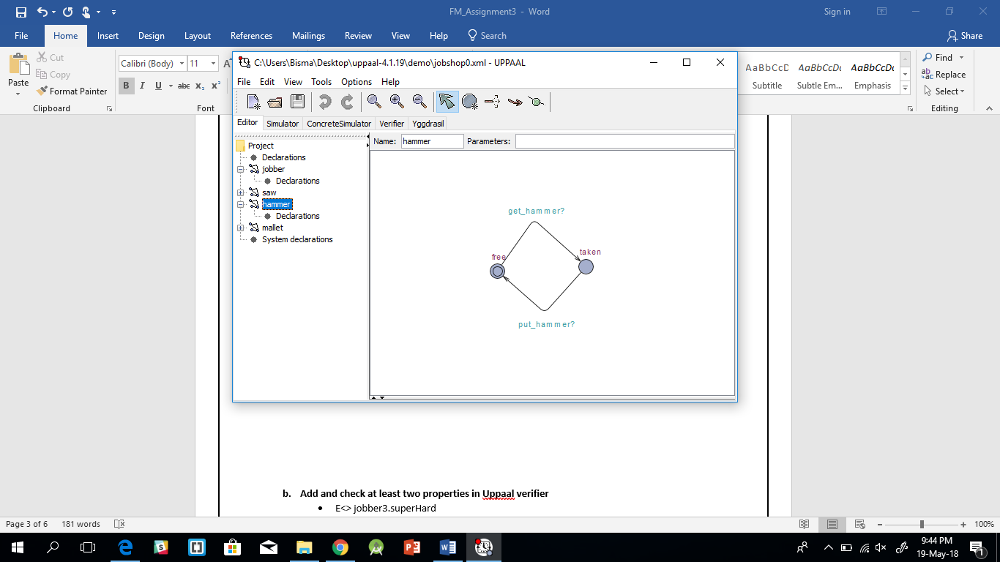 FM_Assignment3 - Word
Sign in
File Home Insert Design Layout References Mailings Review View Help Search Share
Paste
Cut
Copy
Format Painter
Clipboard
Calibri (Body) 11 A
B I U abc X₂ X²
Font
AaBbCcD AaBbCcDc AaBbCcDc
Subtitle Subtle Em... Emphasis
Find
Replace
Select
Editing
C:\Users\Bisma\Desktop\uppaal-4.1.19\demo\jobshop0.xml - UPPAAL
File Edit View Tools Options Help
Editor Simulator ConcreteSimulator Verifier Yggdrasil
Project
Declarations
jobber
Declarations
saw
hammer
Declarations
mallet
System declarations
Name: hammer Parameters:
get_hammer?
free
taken
put_hammer?
b. Add and check at least two properties in Uppaal verifier
• E<> jobber3.superHard
Page 3 of 6 181 words
100%
9:44 PM
19-May-18
1